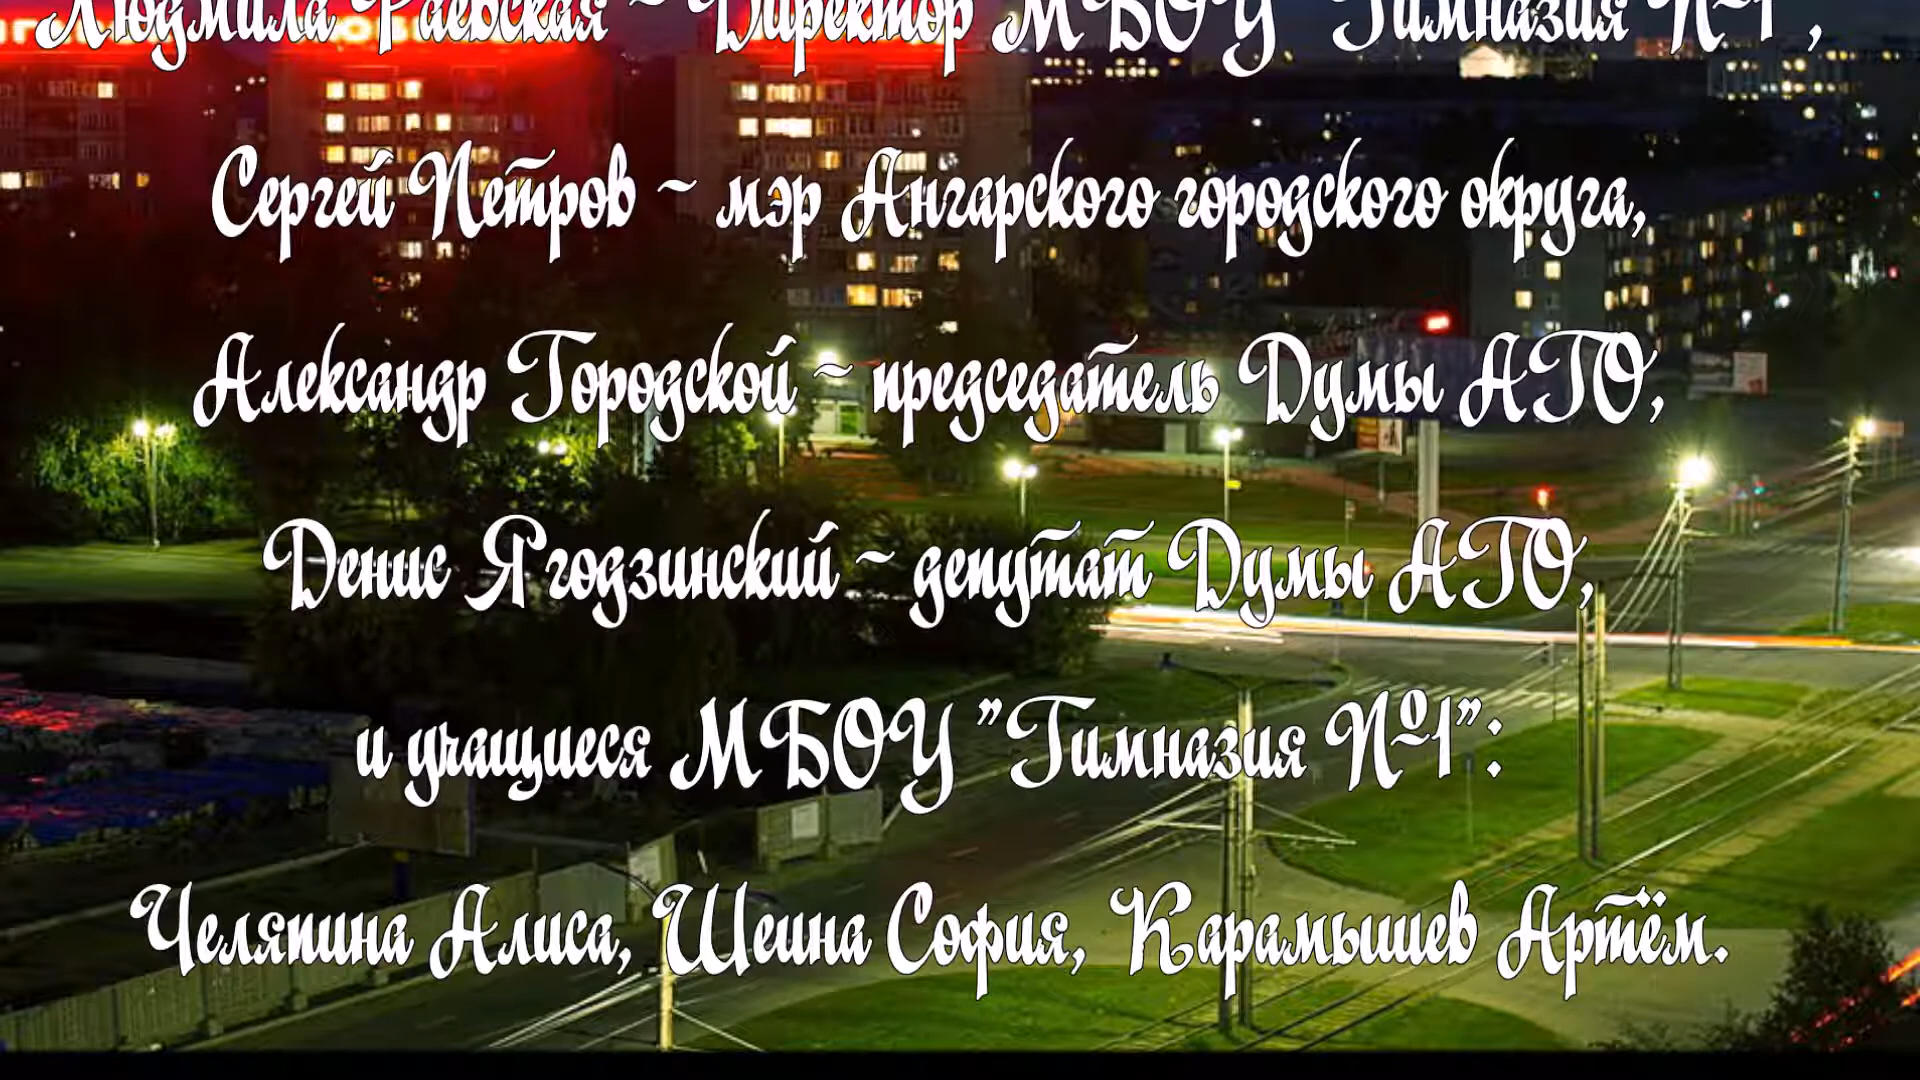 Людмила Раевская ~ Директор МБОУ "Гимназия №1",
Сергей Петров ~ мэр Ангарского городского округа,
Александр Городской ~ председатель Думы АГО,
Денис Ягодзинский ~ депутат Думы АГО,
и учащиеся МБОУ "Гимназия №1":
Челяпина Алиса, Шеина София, Карамышев Артём.